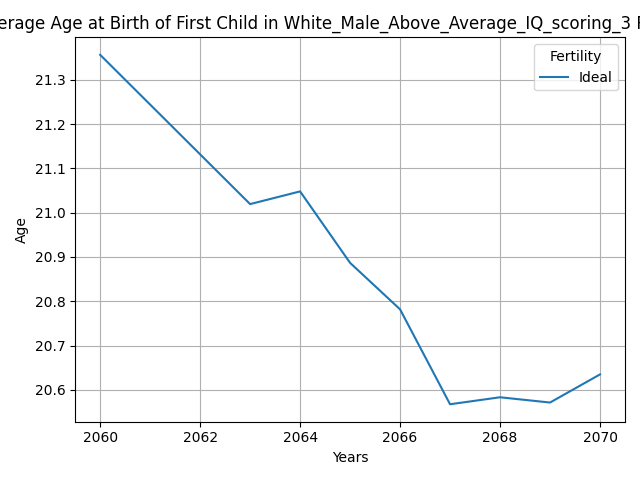 erage Age at Birth of First Child in White_Male_Above_Average_IQ_scoring_3
Fertility
Ideal
21.3
21.2
21.1
21.0
20.9
20.8
20.7
20.6
Age
2060 2062 2064 2066 2068 2070
Years